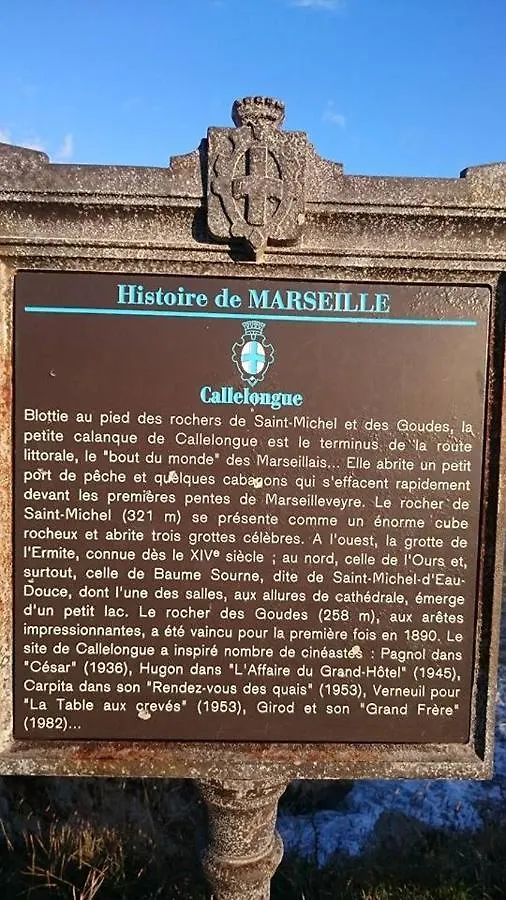 Histoire de MARSEILLE
Callelongue
Blottie au pied des rochers de Saint-Michel et des Goudes, la
petite calanque de Callelongue est le terminus de la route
littorale, le "bout du monde" des Marseillais... Elle abrite un petit
port de pêche et quelques cabanons qui s'effacent rapidement
devant les premières pentes de Marseilleveyre. Le rocher de
Saint-Michel (321 m) se présente comme un énorme cube
rocheux et abrite trois grottes célèbres. A l'ouest, la grotte de
l'Ermite, connue dès le XIVe siècle ; au nord, celle de l'Ours et,
surtout, celle de Baume Sourne, dite de Saint-Michel-d'Eau-
Douce, dont l'une des salles, aux allures de cathédrale, émerge
d'un petit lac. Le rocher des Goudes (258 m), aux arêtes
impressionnantes, a été vaincu pour la première fois en 1890. Le
site de Callelongue a inspiré nombre de cinéastes : Pagnol dans
"César" (1936), Hugon dans "L'Affaire du Grand-Hôtel" (1945),
Carpita dans son "Rendez-vous des quais" (1953), Verneuil pour
"La Table aux crevés" (1953), Girod et son "Grand Frère"
(1982)...